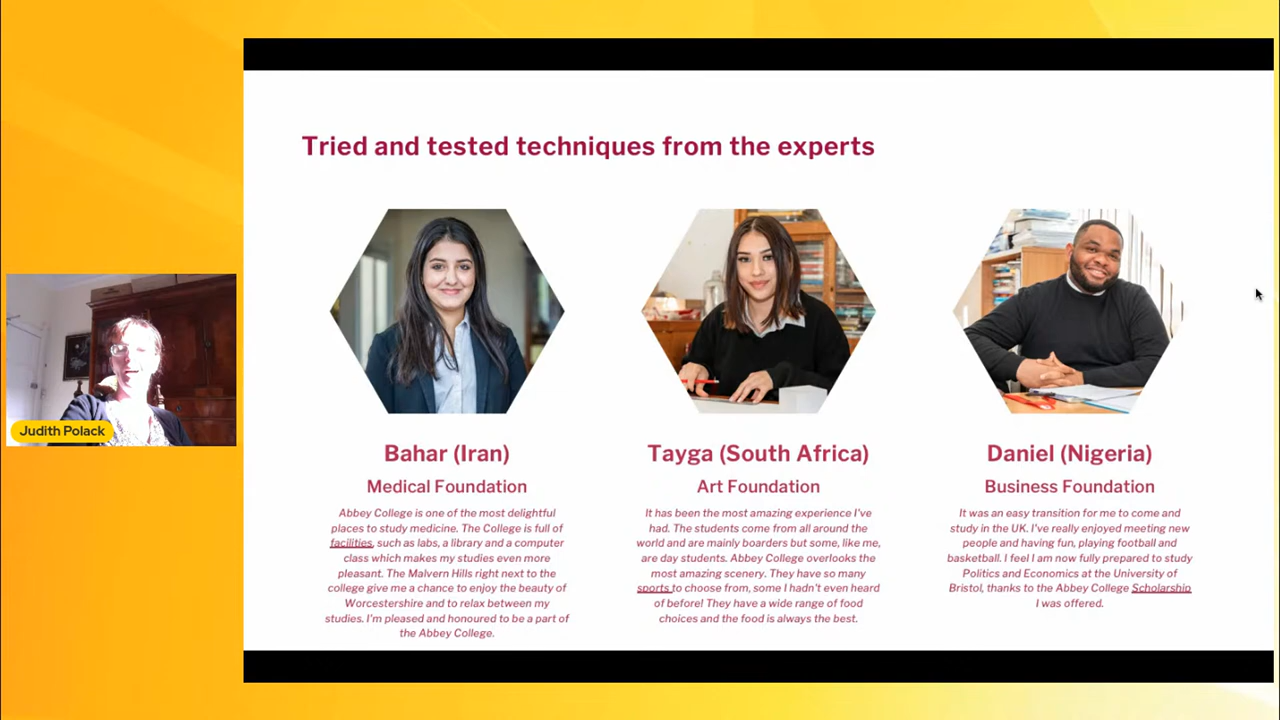 Tried and tested techniques from the experts
Judith Polack
Bahar (Iran)
Medical Foundation
Abbey College is one of the most delightful
places to study medicine. The College is full of
facilities, such as labs, a library and a computer
class which makes my studies even more
pleasant. The Malvern Hills right next to the
college give me a chance to enjoy the beauty of
Worcestershire and to relax between my
studies. I'm pleased and honoured to be a part of
the Abbey College.
Tayga (South Africa)
Art Foundation
It has been the most amazing experience I've
had. The students come from all around the
world and are mainly boarders but some, like me,
are day students. Abbey College overlooks the
most amazing scenery. They have so many
sports to choose from, some I hadn't even heard
of before! They have a wide range of food
choices and the food is always the best.
Daniel (Nigeria)
Business Foundation
It was an easy transition for me to come and
study in the UK. I've really enjoyed meeting new
people and having fun, playing football and
basketball. I feel I am now fully prepared to study
Politics and Economics at the University of
Bristol, thanks to the Abbey College Scholarship
I was offered.